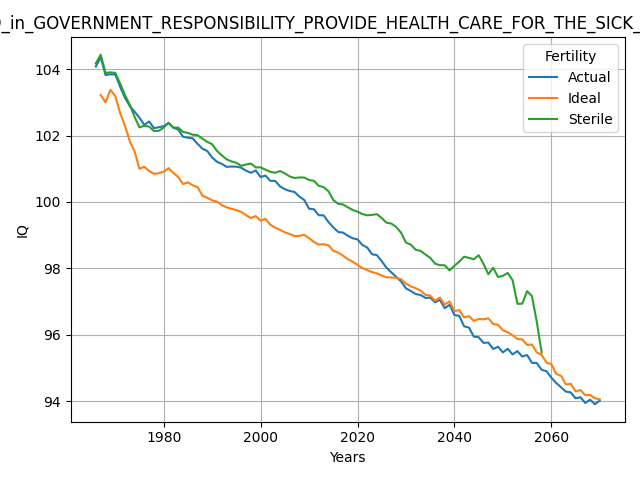 _in_GOVERNMENT_RESPONSIBILITY_PROVIDE_HEALTH_CARE_FOR_THE_SICK_
Fertility
Actual
Ideal
Sterile
IQ
104
102
100
98
96
94
1980
2000
2020
2040
2060
Years